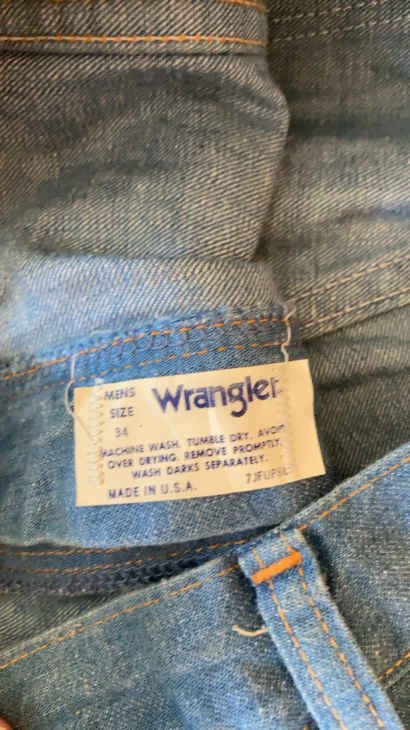 MENS Wrangler
SIZE
34
MACHINE WASH. TUMBLE DRY. AVOID
OVER DRYING. REMOVE PROMPTLY.
WASH DARKS SEPARATELY.
MADE IN U.S.A.